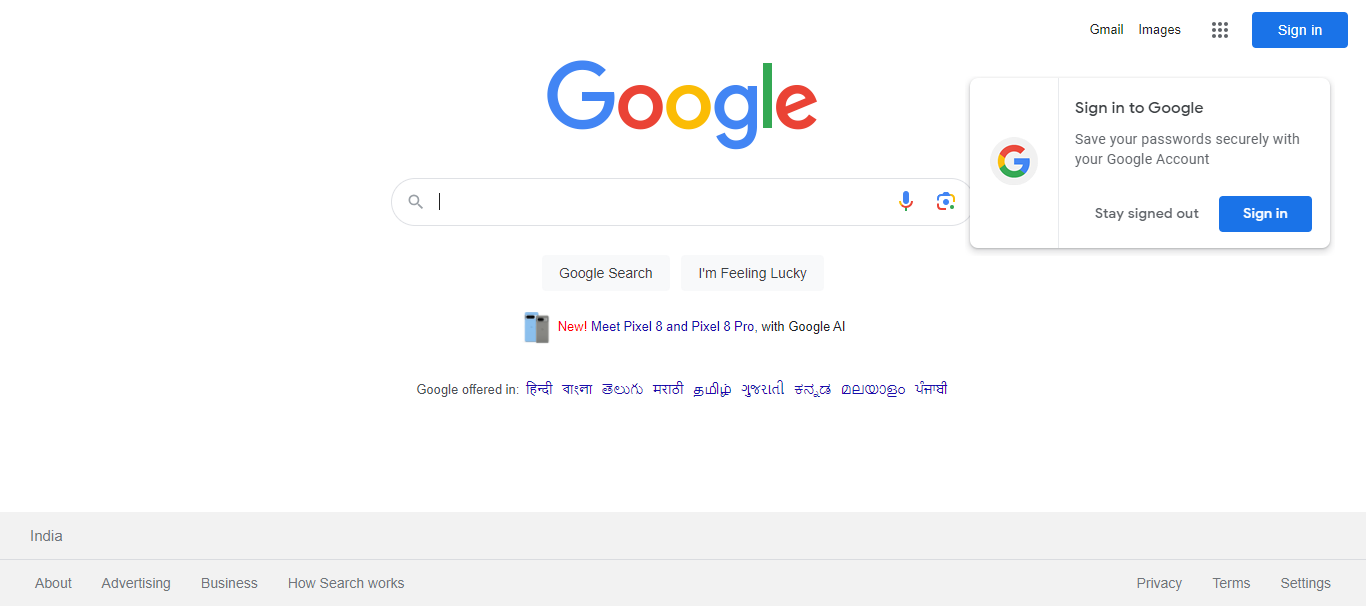 Gmail Images Sign in
Google
Sign in to Google
Save your passwords securely with
your Google Account
Stay signed out Sign in
Google Search I'm Feeling Lucky
New! Meet Pixel 8 and Pixel 8 Pro, with Google AI
Google offered in: हिन्दी বাংলা తెలుగు मराठी தமிழ் ગુજરાતી ಕನ್ನಡ മലയാളം ਪੰਜਾਬੀ
India
About Advertising Business How Search works Privacy Terms Settings